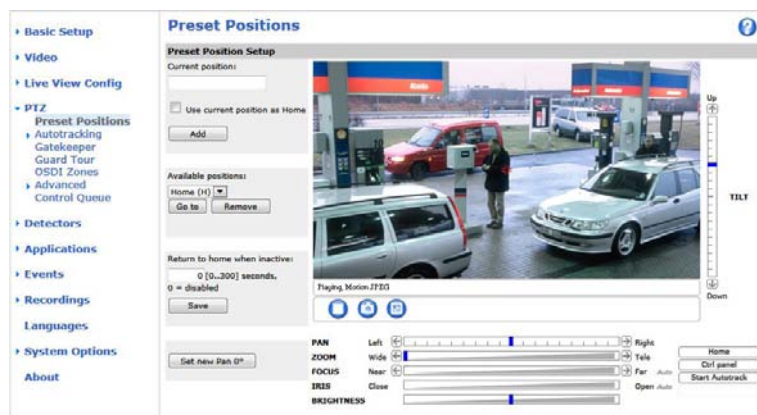 Basic Setup
Video
Live View Config
PTZ
Preset Positions
Autotracking
Gatekeeper
Guard Tour
OSDI Zones
Advanced
Control Queue
Detectors
Applications
Events
Recordings
Languages
System Options
About
Preset Positions
?
Preset Position Setup
Current position:
Use current position as Home
Add
Available positions:
Home (H)
Go to Remove
Return to home when inactive:
0 [0..300] seconds,
0 = disabled
Save
Set new Pan 0°
Up
TILT
Down
Playing, Motion JPEG
PAN Left Right
ZOOM Wide Tele
FOCUS Near Far Auto
IRIS Close Open Auto
BRIGHTNESS
Home
Ctrl panel
Start Autotrack